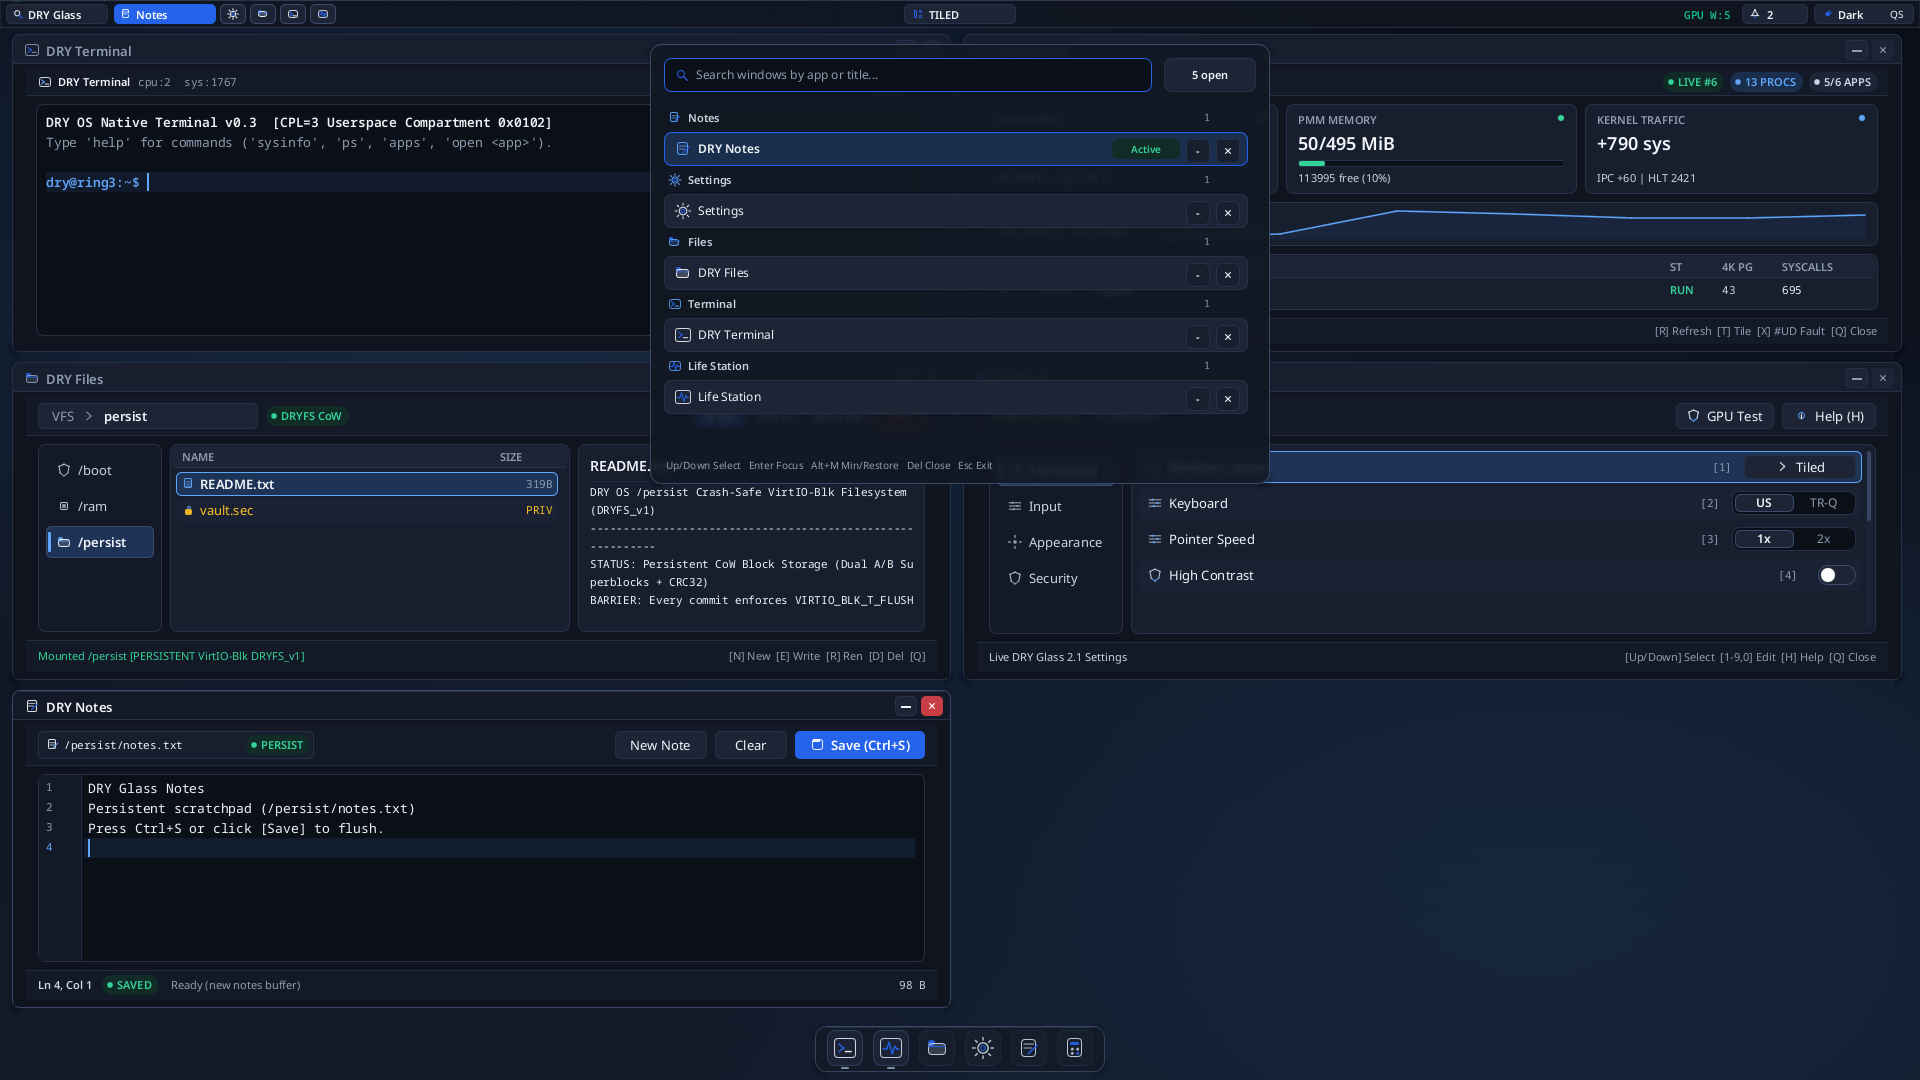 DRY Glass
Notes
TILED
GPU W:5
2
Dark
QS
DRY Terminal
DRY Terminal cpu:2 sys:1767
DRY OS Native Terminal v0.3 [CPL=3 Userspace Compartment 0x0102]
Type 'help' for commands ('sysinfo', 'ps', 'apps', 'open <app>').
dry@ring3:~$
Search windows by app or title...
5 open
Notes 1
DRY Notes Active - ×
Settings 1
Settings - ×
Files 1
DRY Files - ×
Terminal 1
DRY Terminal - ×
Life Station 1
Life Station - ×
Up/Down Select Enter Focus Alt+M Min/Restore Del Close Esc Exit
LIVE #6
13 PROCS
5/6 APPS
PMM MEMORY
50/495 MiB
113995 free (10%)
KERNEL TRAFFIC
+790 sys
IPC +60 | HLT 2421
ST 4K PG SYSCALLS
RUN 43 695
[R] Refresh [T] Tile [X] #UD Fault [Q] Close
DRY Files
VFS > persist
DRYFS CoW
/boot
/ram
/persist
NAME SIZE
README.txt 319B
vault.sec PRIV
README.
DRY OS /persist Crash-Safe VirtIO-Blk Filesystem
(DRYFS_v1)
--------------------------------------------------
----------
STATUS: Persistent CoW Block Storage (Dual A/B Su
perblocks + CRC32)
BARRIER: Every commit enforces VIRTIO_BLK_T_FLUSH
Mounted /persist [PERSISTENT VirtIO-Blk DRYFS_v1]
[N] New [E] Write [R] Ren [D] Del [Q]
GPU Test
Help (H)
[1] > Tiled
Input
Appearance
Security
Keyboard [2] US TR-Q
Pointer Speed [3] 1x 2x
High Contrast [4]
Live DRY Glass 2.1 Settings
[Up/Down] Select [1-9,0] Edit [H] Help [Q] Close
DRY Notes
/persist/notes.txt
PERSIST
New Note
Clear
Save (Ctrl+S)
1 DRY Glass Notes
2 Persistent scratchpad (/persist/notes.txt)
3 Press Ctrl+S or click [Save] to flush.
4
Ln 4, Col 1
SAVED
Ready (new notes buffer)
98 B